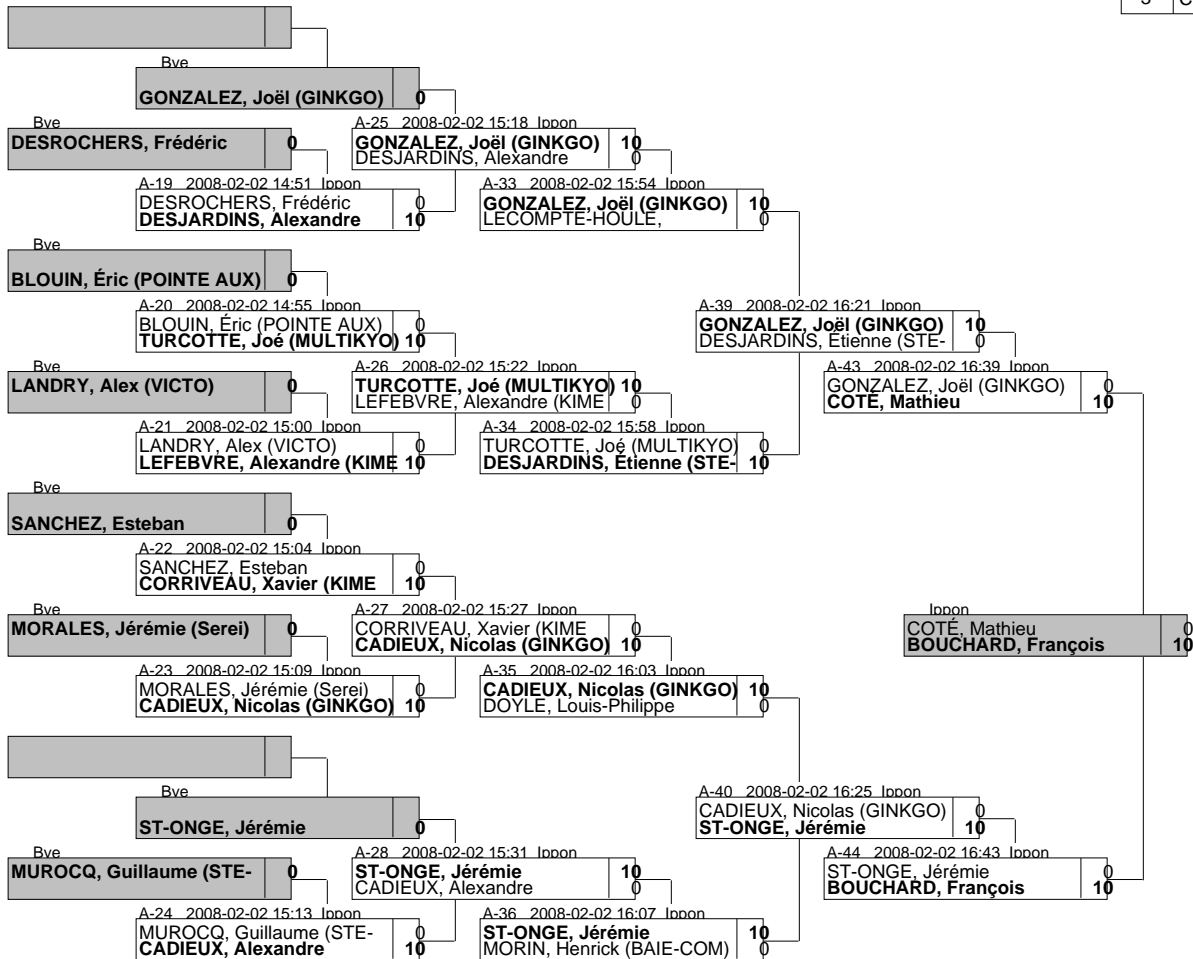 Bye
GONZALEZ, Joël (GINKGO) 0
Bye
DESROCHERS, Frédéric 0
A-25 2008-02-02 15:18 Ippon
GONZALEZ, Joël (GINKGO) 10
DESJARDINS, Alexandre 0
A-19 2008-02-02 14:51 Ippon
DESROCHERS, Frédéric 0
DESJARDINS, Alexandre 10
A-33 2008-02-02 15:54 Ippon
GONZALEZ, Joël (GINKGO) 10
LECOMPTE-HOULE, 0
Bye
BLOUIN, Éric (POINTE AUX) 0
A-20 2008-02-02 14:55 Ippon
BLOUIN, Éric (POINTE AUX) 0
TURCOTTE, Joé (MULTIKYO) 10
A-39 2008-02-02 16:21 Ippon
GONZALEZ, Joël (GINKGO) 10
DESJARDINS, Étienne (STE- 0
Bye
LANDRY, Alex (VICTO) 0
A-26 2008-02-02 15:22 Ippon
TURCOTTE, Joé (MULTIKYO) 10
LEFEBVRE, Alexandre (KIME 0
A-43 2008-02-02 16:39 Ippon
GONZALEZ, Joël (GINKGO) 0
COTÉ, Mathieu 10
A-21 2008-02-02 15:00 Ippon
LANDRY, Alex (VICTO) 0
LEFEBVRE, Alexandre (KIME 10
A-34 2008-02-02 15:58 Ippon
TURCOTTE, Joé (MULTIKYO) 0
DESJARDINS, Étienne (STE- 10
Bye
SANCHEZ, Esteban 0
A-22 2008-02-02 15:04 Ippon
SANCHEZ, Esteban 0
CORRIVEAU, Xavier (KIME 10
Bye
MORALES, Jérémie (Serei) 0
A-27 2008-02-02 15:27 Ippon
CORRIVEAU, Xavier (KIME 0
CADIEUX, Nicolas (GINKGO) 10
Ippon
COTÉ, Mathieu 0
BOUCHARD, François 10
A-23 2008-02-02 15:09 Ippon
MORALES, Jérémie (Serei) 0
CADIEUX, Nicolas (GINKGO) 10
A-35 2008-02-02 16:03 Ippon
CADIEUX, Nicolas (GINKGO) 10
DOYLE, Louis-Philippe 0
Bye
ST-ONGE, Jérémie 0
A-40 2008-02-02 16:25 Ippon
CADIEUX, Nicolas (GINKGO) 0
ST-ONGE, Jérémie 10
Bye
MUROCQ, Guillaume (STE- 0
A-28 2008-02-02 15:31 Ippon
ST-ONGE, Jérémie 10
CADIEUX, Alexandre 0
A-44 2008-02-02 16:43 Ippon
ST-ONGE, Jérémie 0
BOUCHARD, François 10
A-24 2008-02-02 15:13 Ippon
MUROCQ, Guillaume (STE- 0
CADIEUX, Alexandre 10
A-36 2008-02-02 16:07 Ippon
ST-ONGE, Jérémie 10
MORIN, Henrick (BAIE-COM) 0